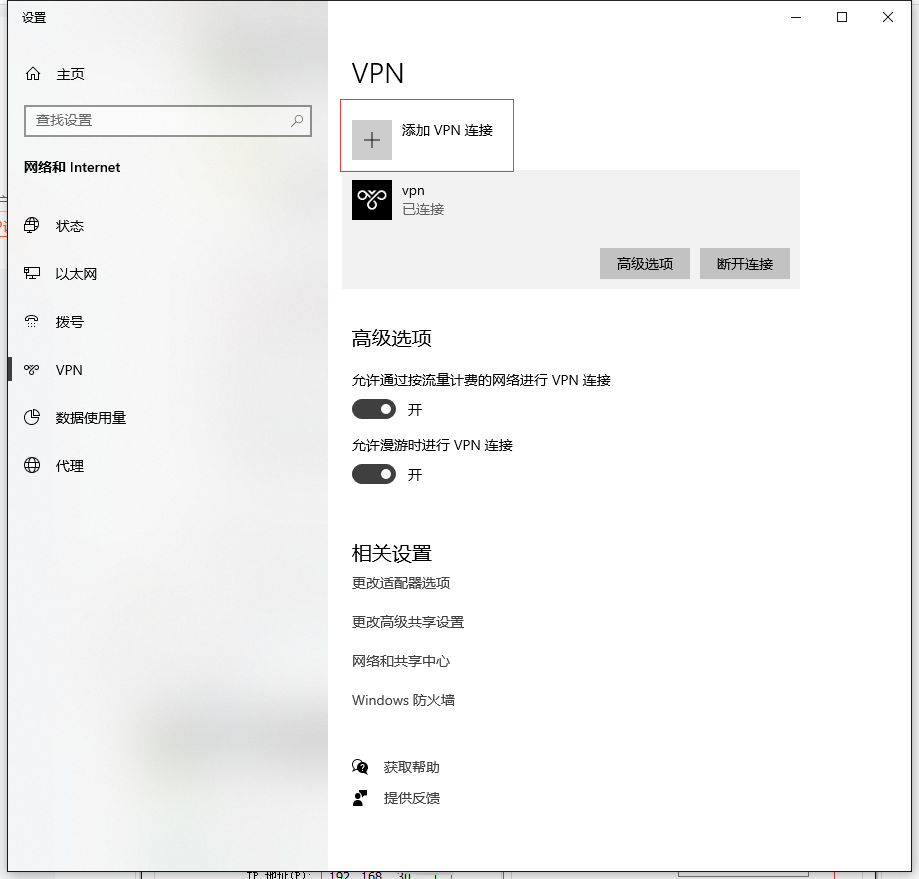 设置
主页
查找设置
网络和 Internet
状态
以太网
拨号
VPN
数据使用量
代理
VPN
添加 VPN 连接
vpn
已连接
高级选项
断开连接
高级选项
允许通过按流量计费的网络进行 VPN 连接
开
允许漫游时进行 VPN 连接
开
相关设置
更改适配器选项
更改高级共享设置
网络和共享中心
Windows 防火墙
获取帮助
提供反馈
IP 地址(P):
192 168 30